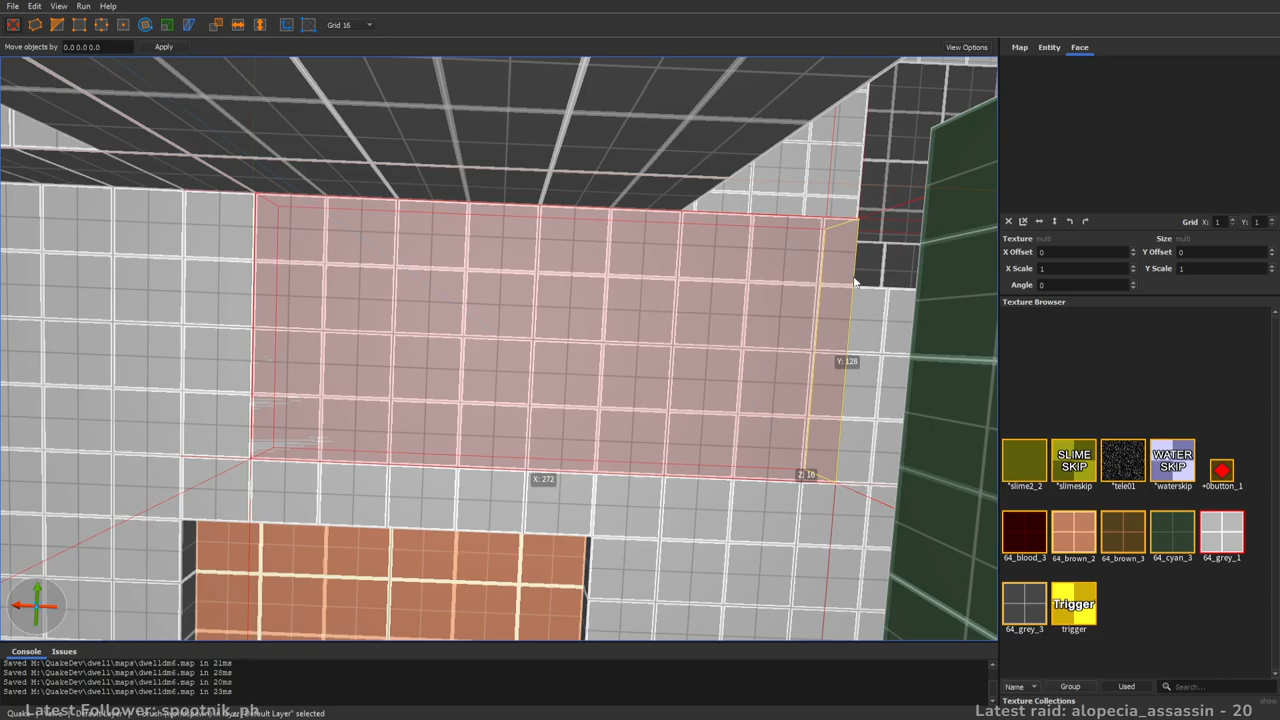 File Edit View Run Help
Grid 16
Move objects by 0.0 0.0 0.0 Apply View Options
Map Entity Face
Grid X: 1 Y: 1
Texture multi Size multi
X Offset 0 Y Offset 0
X Scale 1 Y Scale 1
Angle 0
Texture Browser
Y: 128
Z: 16
X: 272
SLIME SKIP
WATER SKIP
*slime2_2 *slimeskip *tele01 *waterskip +0button_1
64_blood_3 64_brown_2 64_brown_3 64_cyan_3 64_grey_1
Trigger
64_grey_3 trigger
Console Issues
Saved M:\QuakeDev\dwell\maps\dwelldm6.map in 21ms
Saved M:\QuakeDev\dwell\maps\dwelldm6.map in 28ms
Saved M:\QuakeDev\dwell\maps\dwelldm6.map in 20ms
Saved M:\QuakeDev\dwell\maps\dwelldm6.map in 23ms
Name Group Used Search...
Texture Collections show
Latest Follower: spootnik_ph
Latest raid: alopecia_assassin - 20
selected